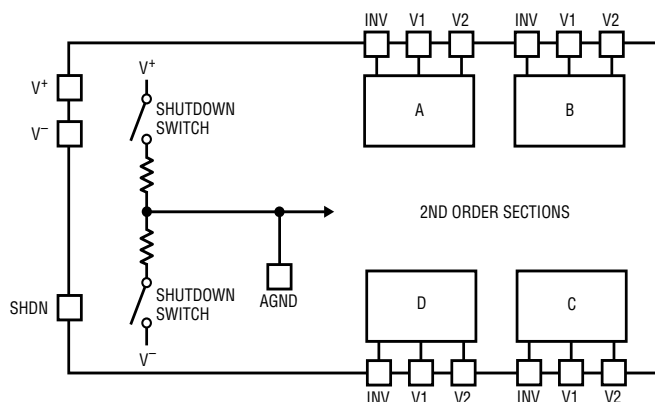 INV V1 V2 INV V1 V2
V+
V+
SHUTDOWN
SWITCH
A
B
V−
2ND ORDER SECTIONS
D
C
SHDN
AGND
SHUTDOWN
SWITCH
V−
INV V1 V2 INV V1 V2